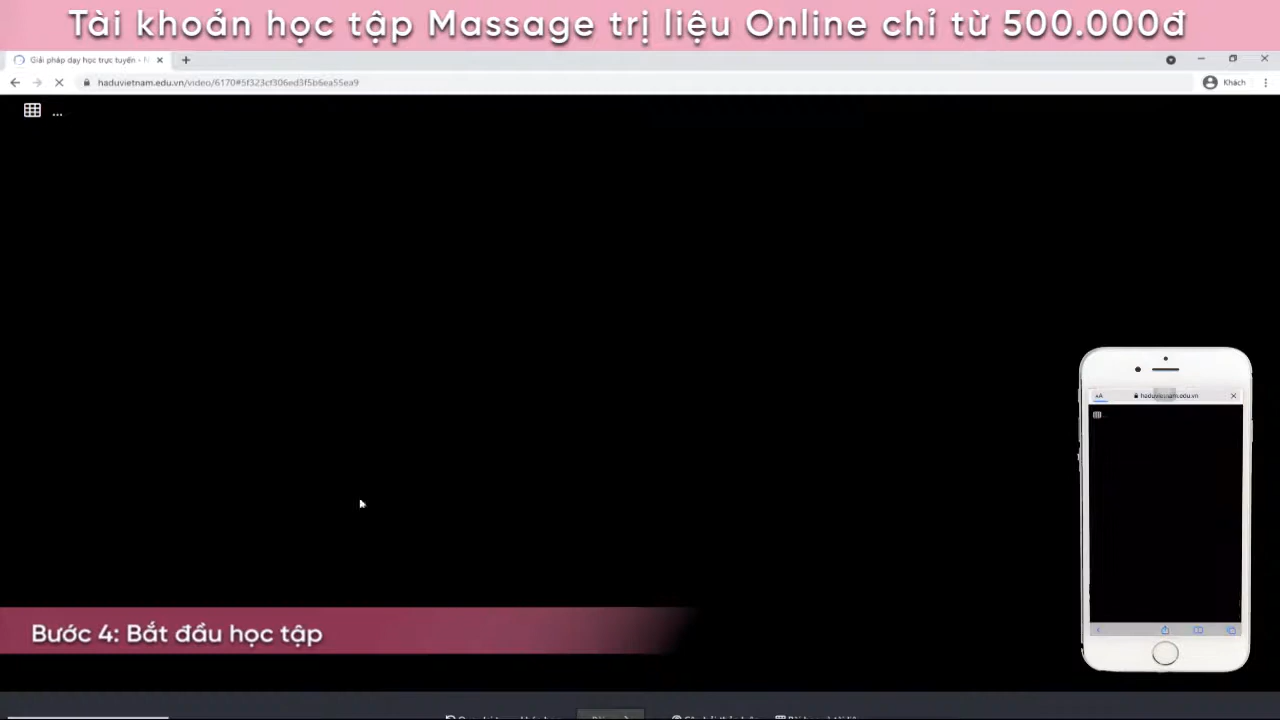 Tài khoản học tập Massage trị liệu Online chỉ từ 500.000đ
Giải pháp dạy học trực tuyến -
haduvietnam.edu.vn/video/6170#5f323cf306ed3f5b6ea55ea9
Khách
...
AA
haduvietnam.edu.vn
Bước 4: Bắt đầu học tập